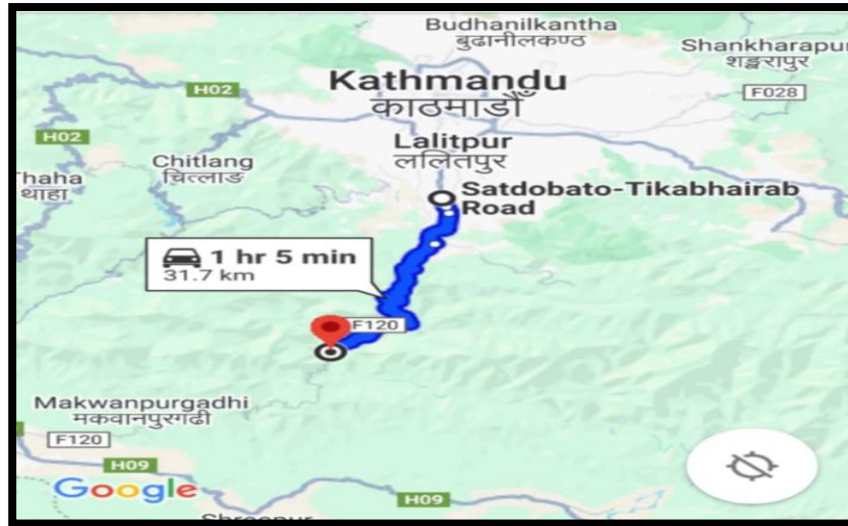 Budhanilkantha
बुढानीलकण्ठ
Shankharapur
शङ्खरापुर
H02
F028
Kathmandu
काठमाडौँ
H02
Lalitpur
ललितपुर
Chitlang
चित्लाङ
Thaha
थाहा
Satdobato-Tikabhairab
Road
1 hr 5 min
31.7 km
F120
Makwanpurgadhi
मकवानपुरगढी
F120
H09
Google
H09